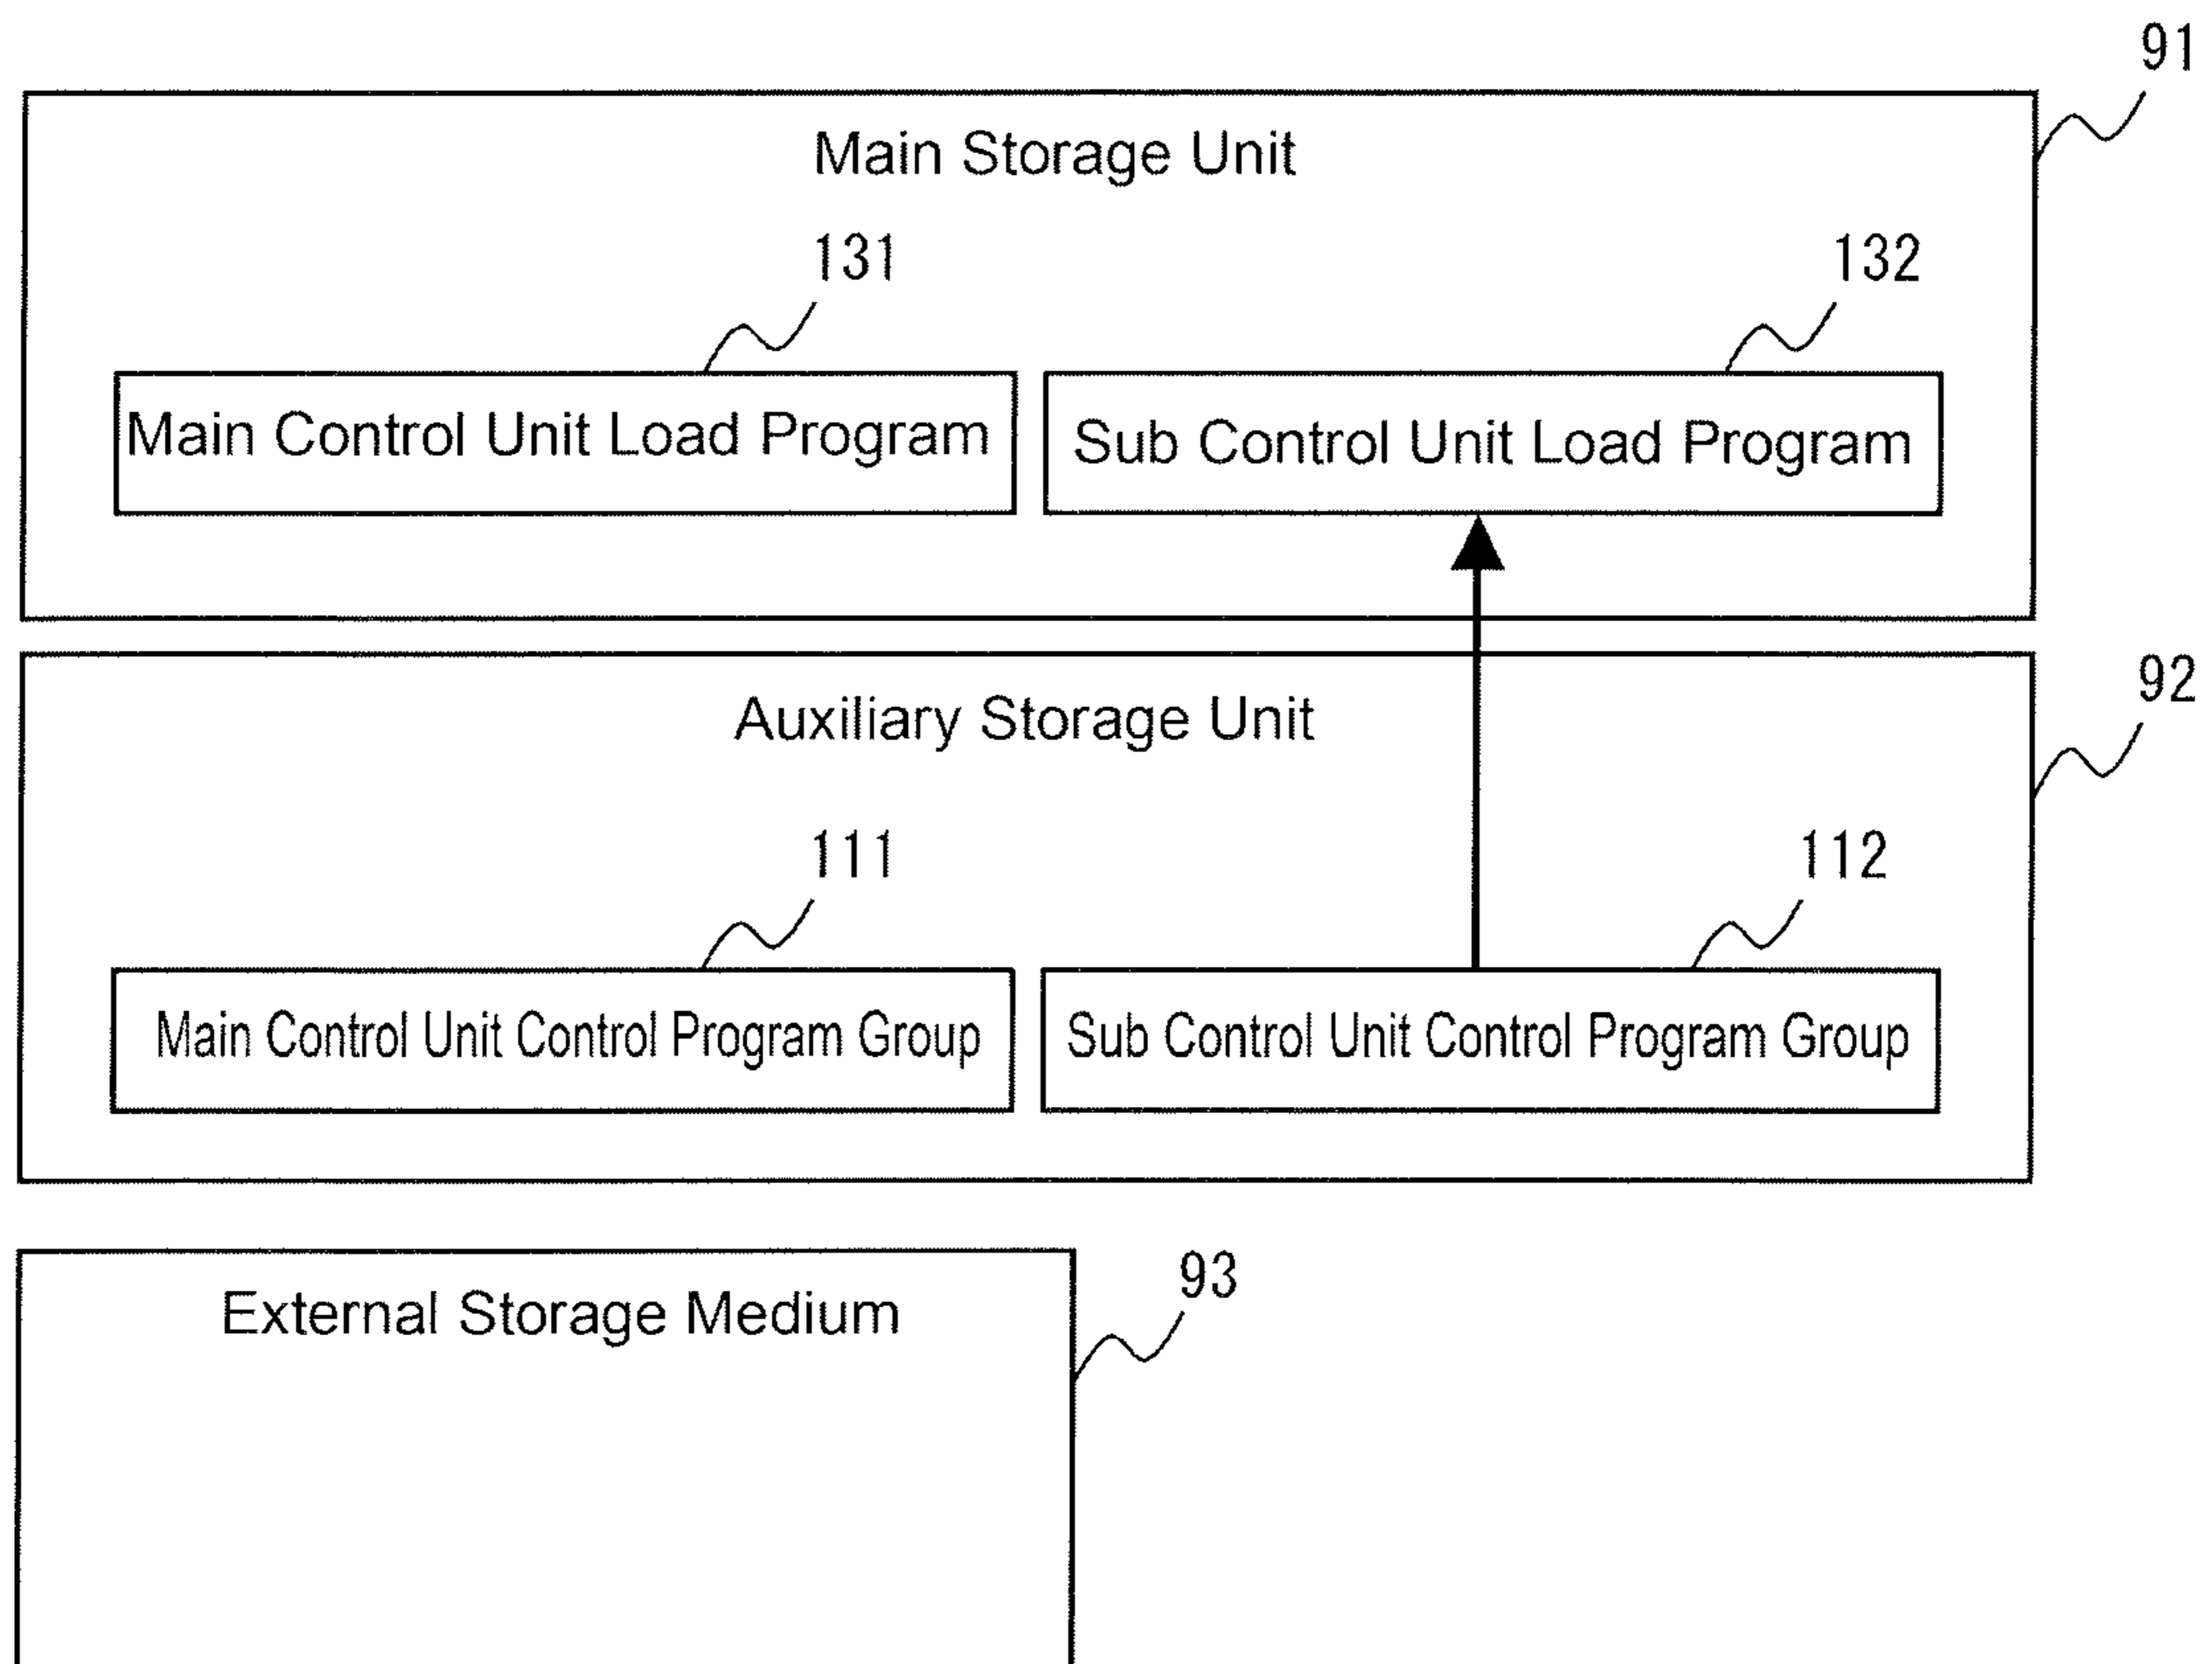 91
Main Storage Unit
131
132
Main Control Unit Load Program
Sub Control Unit Load Program
92
Auxiliary Storage Unit
111
112
Main Control Unit Control Program Group
Sub Control Unit Control Program Group
93
External Storage Medium